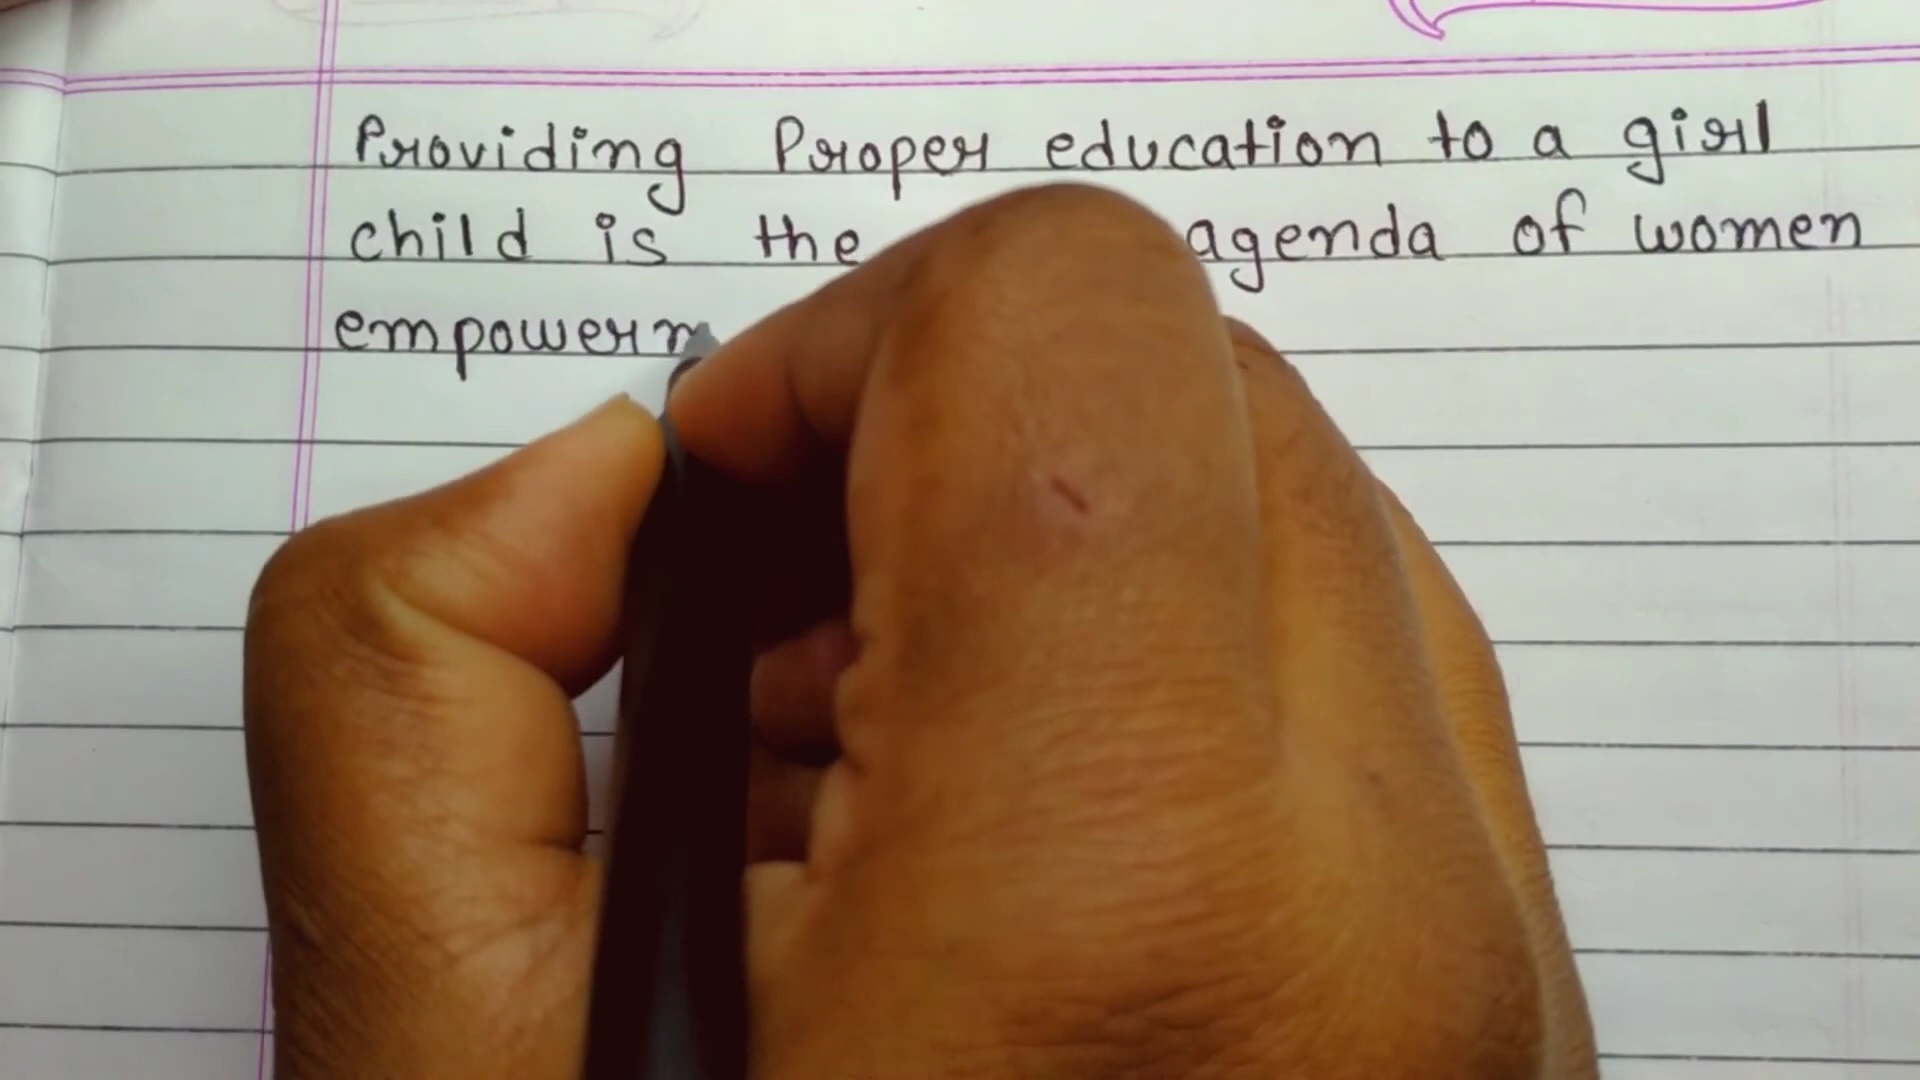 Providing Proper education to a girl
child is the agenda of women
empowerm